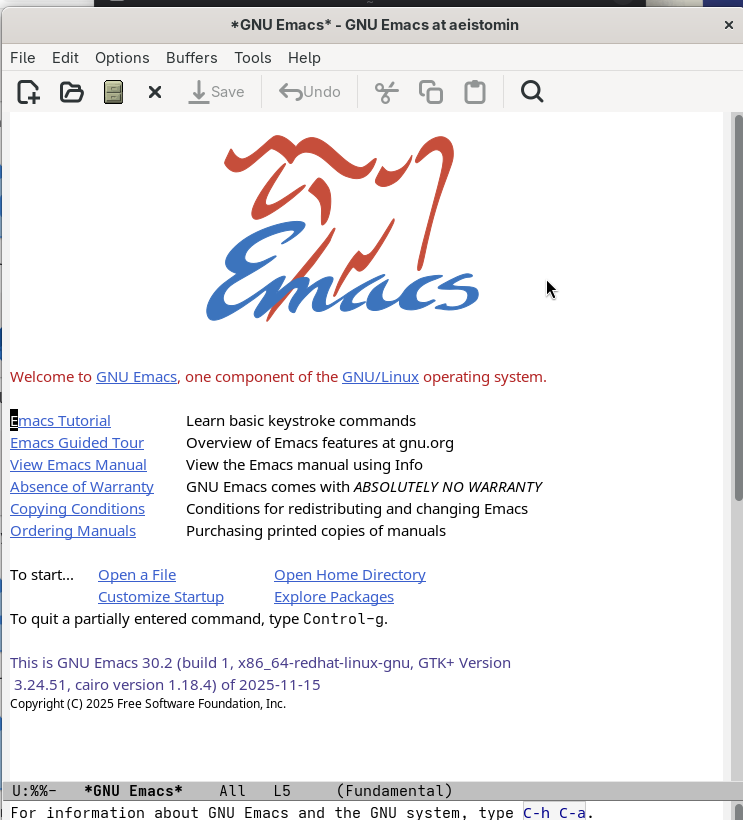 *GNU Emacs* - GNU Emacs at aeistomin
File Edit Options Buffers Tools Help
Save Undo
Emacs
Welcome to GNU Emacs, one component of the GNU/Linux operating system.
Emacs Tutorial Learn basic keystroke commands
Emacs Guided Tour Overview of Emacs features at gnu.org
View Emacs Manual View the Emacs manual using Info
Absence of Warranty GNU Emacs comes with ABSOLUTELY NO WARRANTY
Copying Conditions Conditions for redistributing and changing Emacs
Ordering Manuals Purchasing printed copies of manuals
To start... Open a File Open Home Directory
Customize Startup Explore Packages
To quit a partially entered command, type Control-g.
This is GNU Emacs 30.2 (build 1, x86_64-redhat-linux-gnu, GTK+ Version
3.24.51, cairo version 1.18.4) of 2025-11-15
Copyright (C) 2025 Free Software Foundation, Inc.
U:%%- *GNU Emacs* All L5 (Fundamental)
For information about GNU Emacs and the GNU system, type C-h C-a.